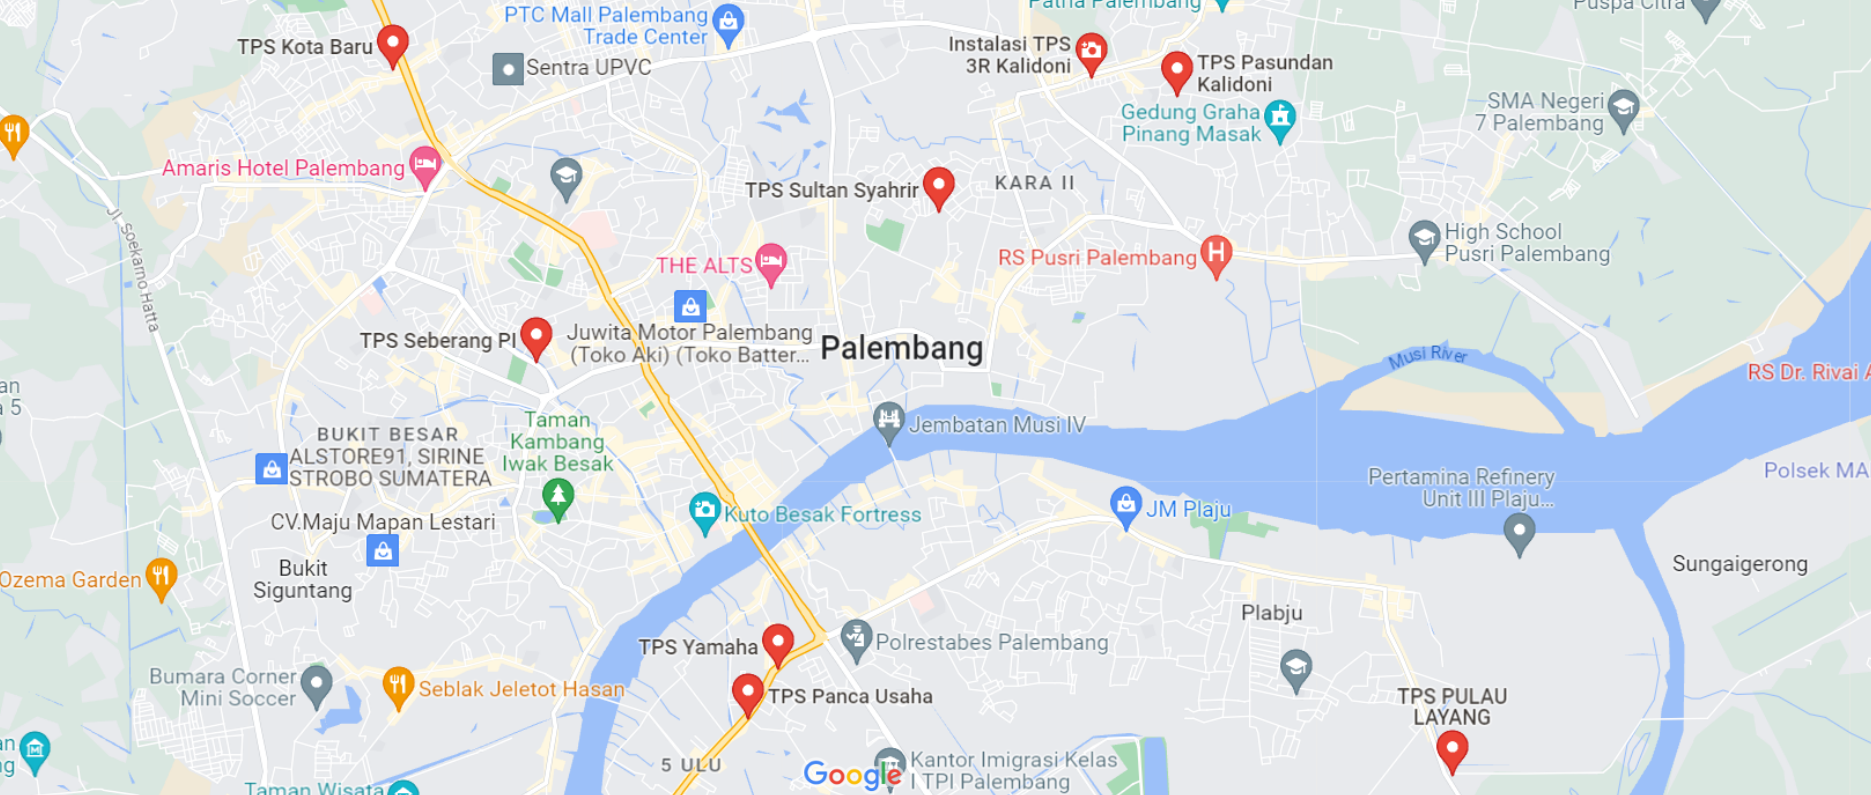 Patra Palembang
Puspa Citra
PTC Mall Palembang
Trade Center
TPS Kota Baru
Sentra UPVC
Instalasi TPS
3R Kalidoni
TPS Pasundan
Kalidoni
Gedung Graha
Pinang Masak
SMA Negeri
7 Palembang
Amaris Hotel Palembang
TPS Sultan Syahrir
KARA II
Jl. Soekarno Hatta
High School
Pusri Palembang
RS Pusri Palembang
THE ALTS
TPS Seberang PI
Juwita Motor Palembang
(Toko Aki) (Toko Batter...
Palembang
Musi River
RS Dr. Rivai A
an
a 5
Taman
Kambang
Iwak Besak
Jembatan Musi IV
BUKIT BESAR
ALSTORE91, SIRINE
STROBO SUMATERA
Polsek MA
Pertamina Refinery
Unit III Plaju...
JM Plaju
Kuto Besak Fortress
CV.Maju Mapan Lestari
Bukit
Siguntang
Ozema Garden
Sungaigerong
Plabju
TPS Yamaha
Polrestabes Palembang
Bumara Corner
Mini Soccer
Seblak Jeletot Hasan
TPS Panca Usaha
TPS PULAU
LAYANG
an
g
5 ULU
Google
Kantor Imigrasi Kelas
I TPI Palembang
Taman Wisata